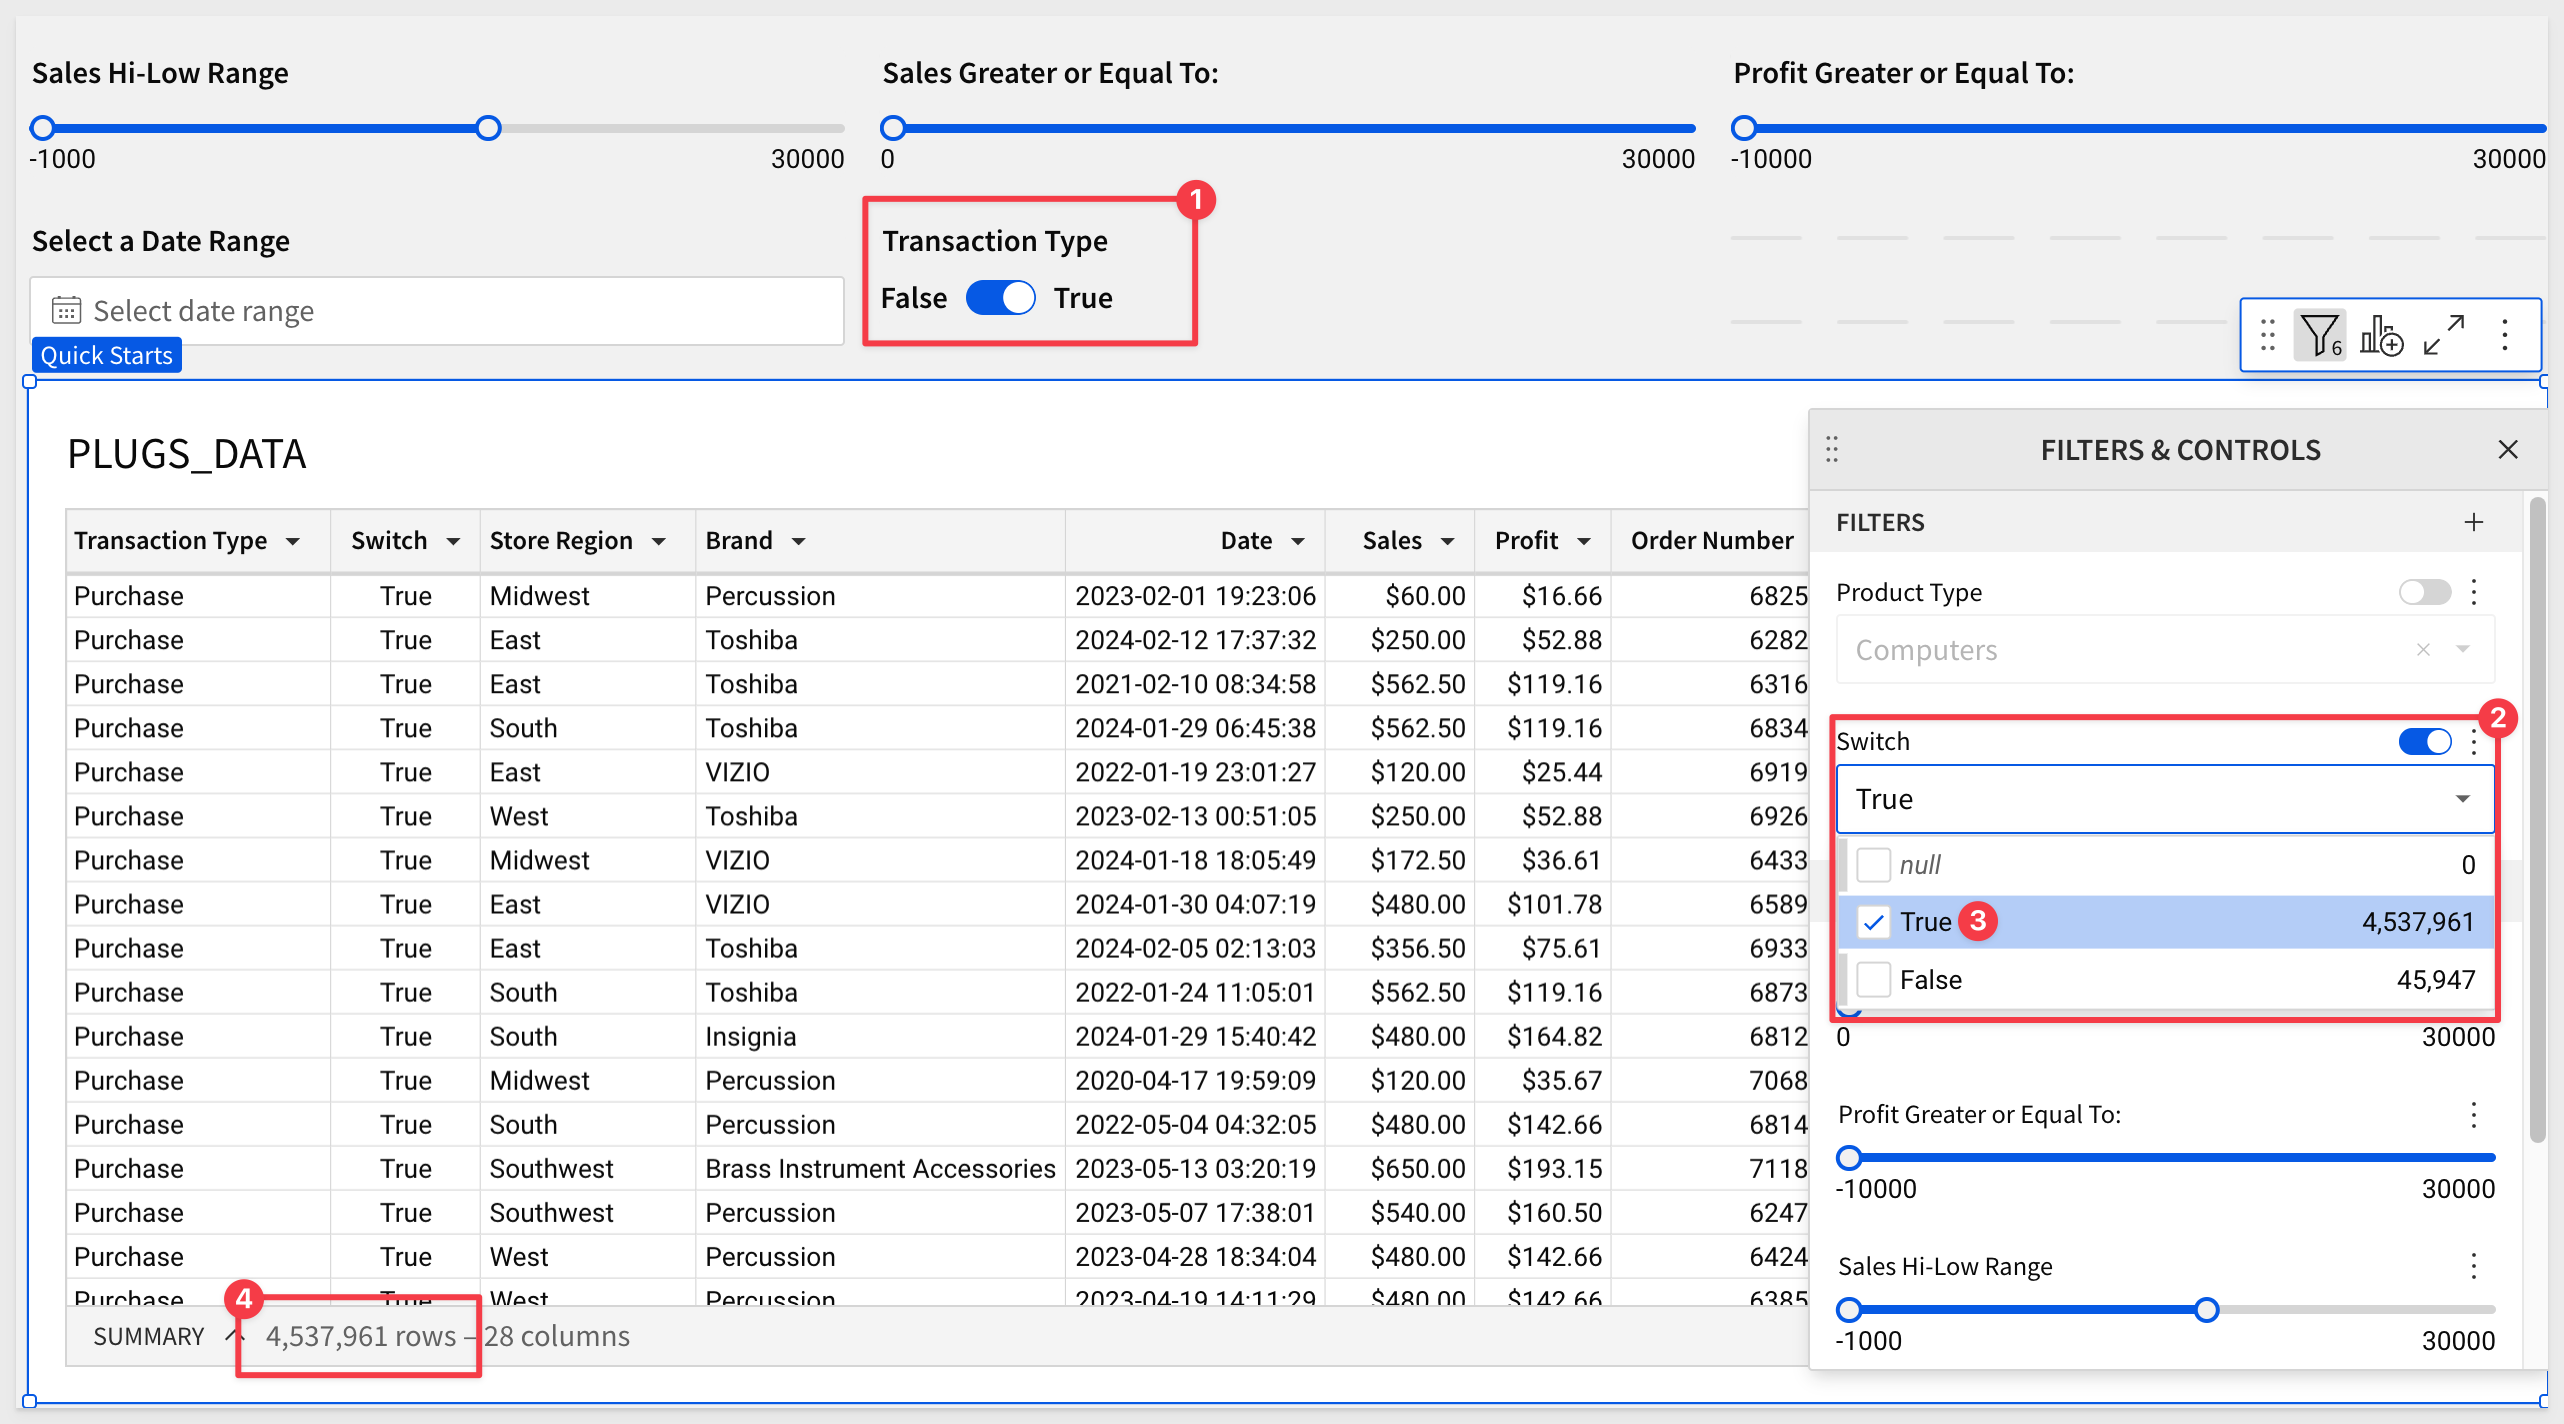 Sales Hi-Low Range
Sales Greater or Equal To:
Profit Greater or Equal To:
-1000 30000
0 30000
-10000 30000
1
Select a Date Range
Transaction Type
Select date range
False True
6
Quick Starts
PLUGS_DATA
Transaction Type Switch Store Region Brand Date Sales Profit Order Number
Purchase True Midwest Percussion 2023-02-01 19:23:06 $60.00 $16.66 6825
Purchase True East Toshiba 2024-02-12 17:37:32 $250.00 $52.88 6282
Purchase True East Toshiba 2021-02-10 08:34:58 $562.50 $119.16 6316
Purchase True South Toshiba 2024-01-29 06:45:38 $562.50 $119.16 6834
Purchase True East VIZIO 2022-01-19 23:01:27 $120.00 $25.44 6919
Purchase True West Toshiba 2023-02-13 00:51:05 $250.00 $52.88 6926
Purchase True Midwest VIZIO 2024-01-18 18:05:49 $172.50 $36.61 6433
Purchase True East VIZIO 2024-01-30 04:07:19 $480.00 $101.78 6589
Purchase True East Toshiba 2024-02-05 02:13:03 $356.50 $75.61 6933
Purchase True South Toshiba 2022-01-24 11:05:01 $562.50 $119.16 6873
Purchase True South Insignia 2024-01-29 15:40:42 $480.00 $164.82 6812
Purchase True Midwest Percussion 2020-04-17 19:59:09 $120.00 $35.67 7068
Purchase True South Percussion 2022-05-04 04:32:05 $480.00 $142.66 6814
Purchase True Southwest Brass Instrument Accessories 2023-05-13 03:20:19 $650.00 $193.15 7118
Purchase True Southwest Percussion 2023-05-07 17:38:01 $540.00 $160.50 6247
Purchase True West Percussion 2023-04-28 18:34:04 $480.00 $142.66 6424
Purchase True West Percussion 2023-04-19 14:11:29 $480.00 $142.66 6385
4
SUMMARY 4,537,961 rows – 28 columns
FILTERS & CONTROLS
FILTERS
Product Type
Computers
2
Switch
True
null 0
True 3 4,537,961
False 45,947
0 30000
Profit Greater or Equal To:
-10000 30000
Sales Hi-Low Range
-1000 30000